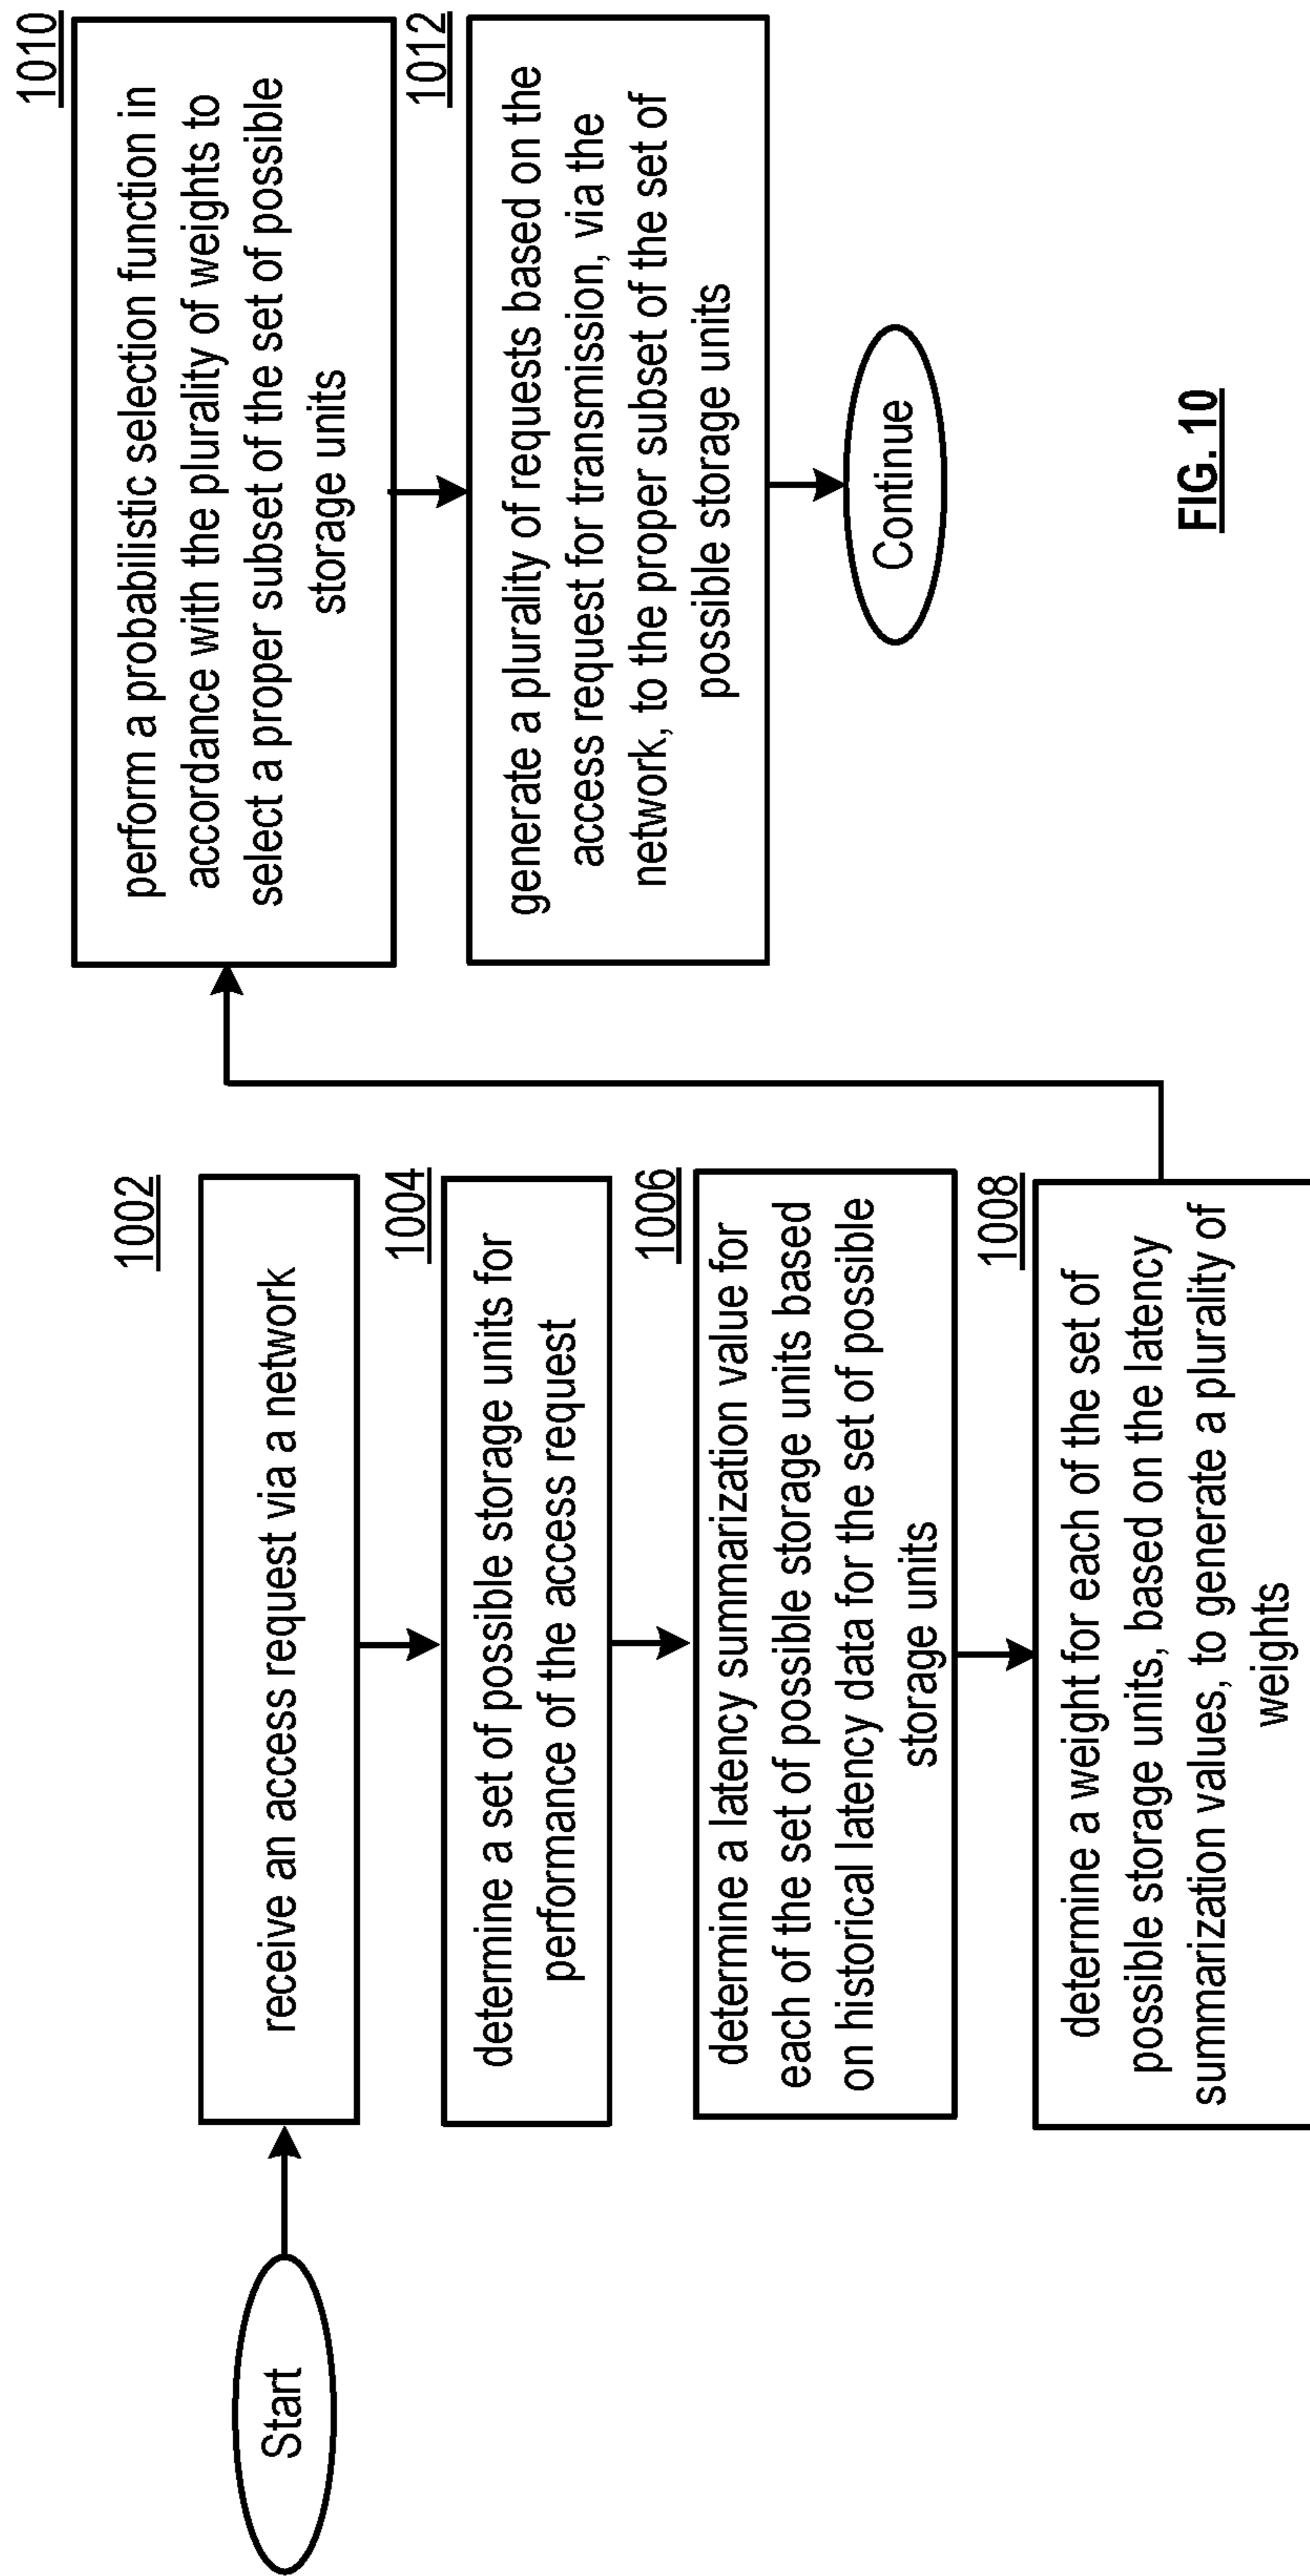 Start
1002
receive an access request via a network
1004
determine a set of possible storage units for
performance of the access request
1006
determine a latency summarization value for
each of the set of possible storage units based
on historical latency data for the set of possible
storage units
1008
determine a weight for each of the set of
possible storage units, based on the latency
summarization values, to generate a plurality of
weights
1010
perform a probabilistic selection function in
accordance with the plurality of weights to
select a proper subset of the set of possible
storage units
1012
generate a plurality of requests based on the
access request for transmission, via the
network, to the proper subset of the set of
possible storage units
Continue
FIG. 10